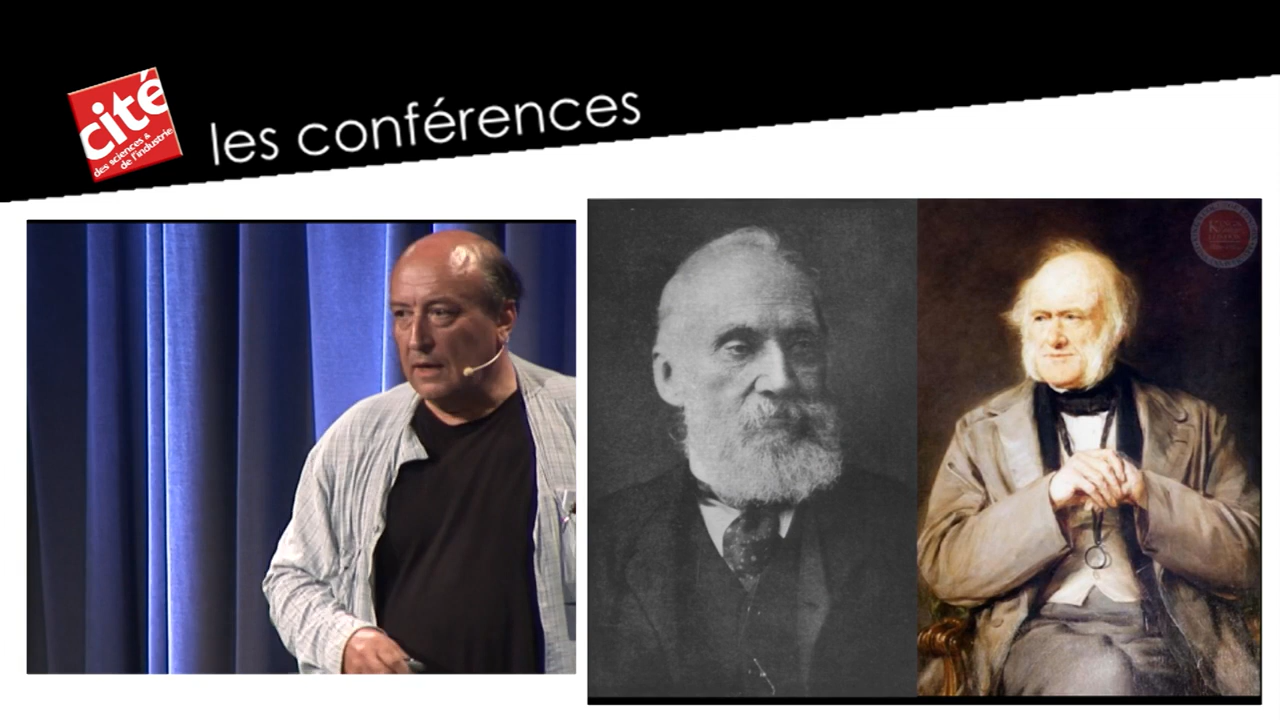 cité
des sciences &
de l'industrie
les conférences